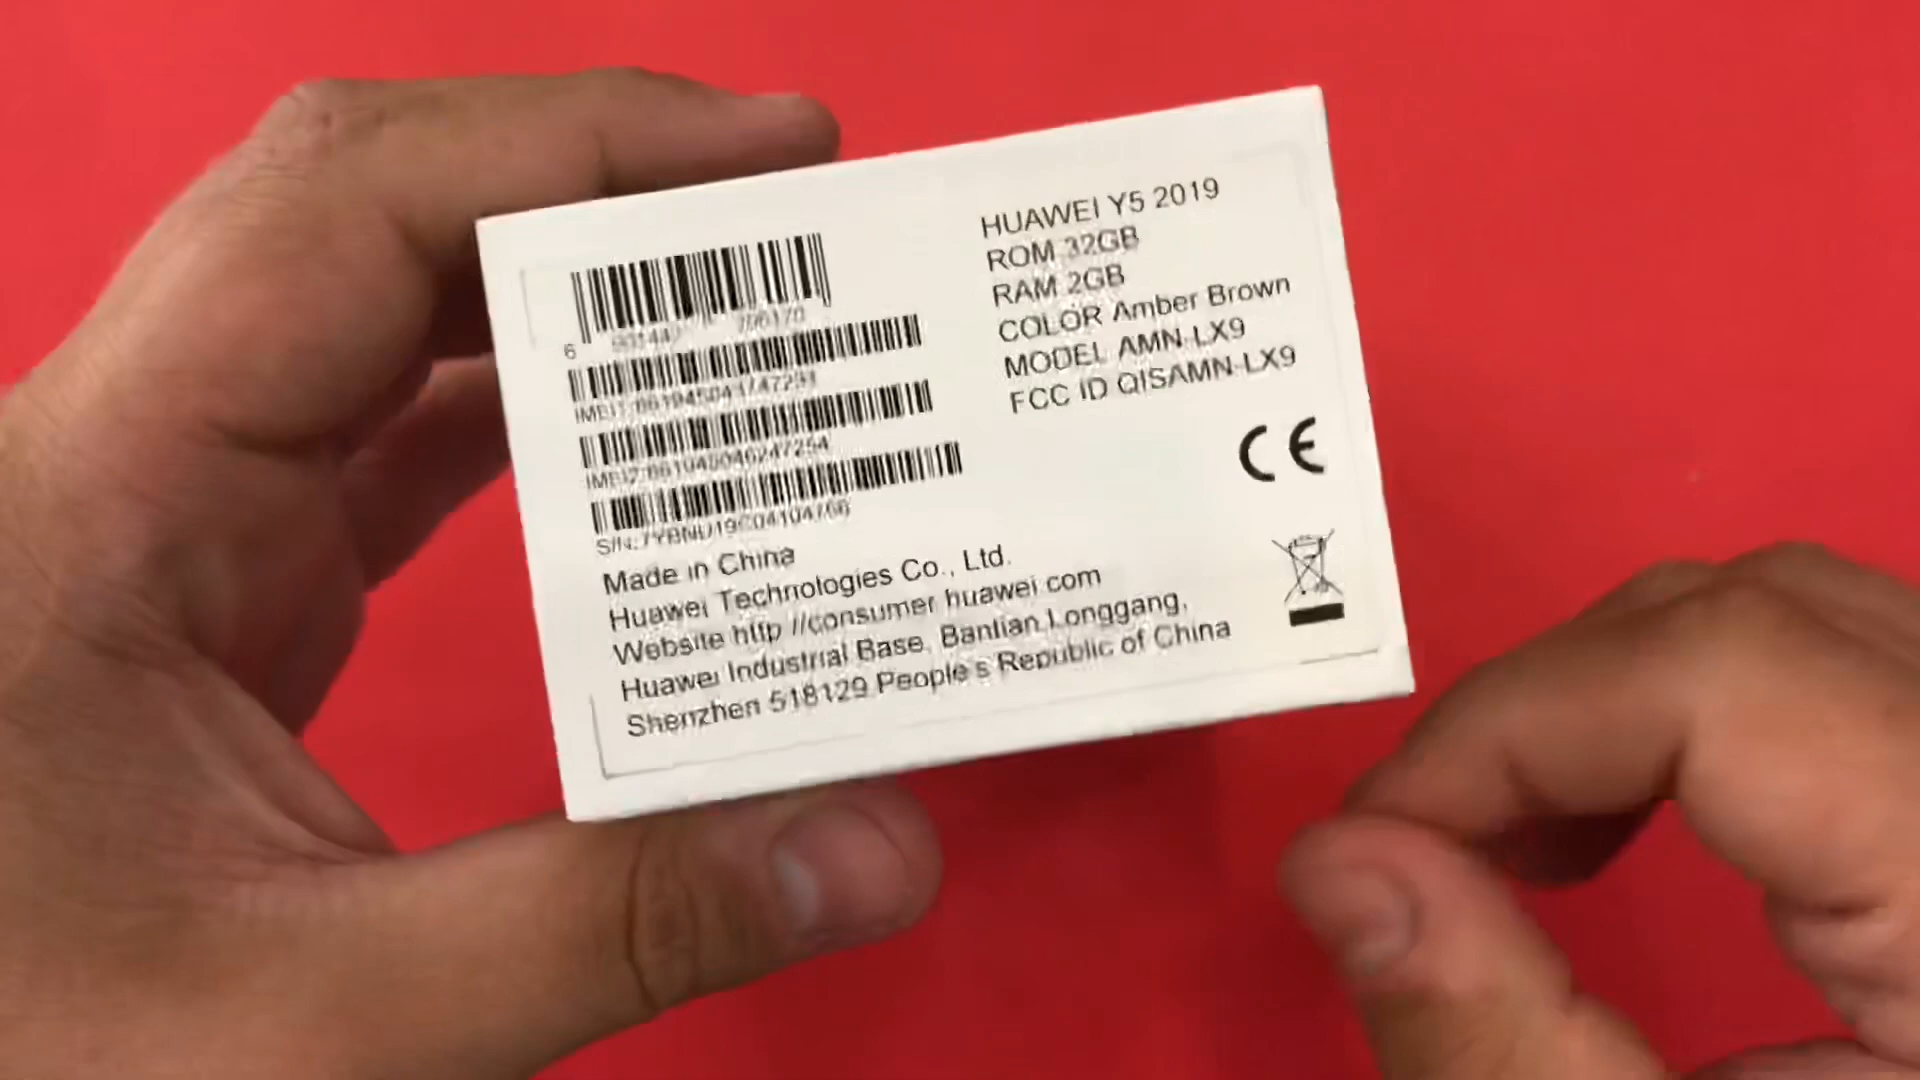 HUAWEI Y5 2019
ROM 32GB
RAM 2GB
COLOR Amber Brown
MODEL AMN-LX9
FCC ID QISAMN-LX9
CE
6
Made in China
Huawei Technologies Co., Ltd.
Website http //consumer huawei com
Huawei Industrial Base, Bantian Longgang,
Shenzhen 518129 People's Republic of China